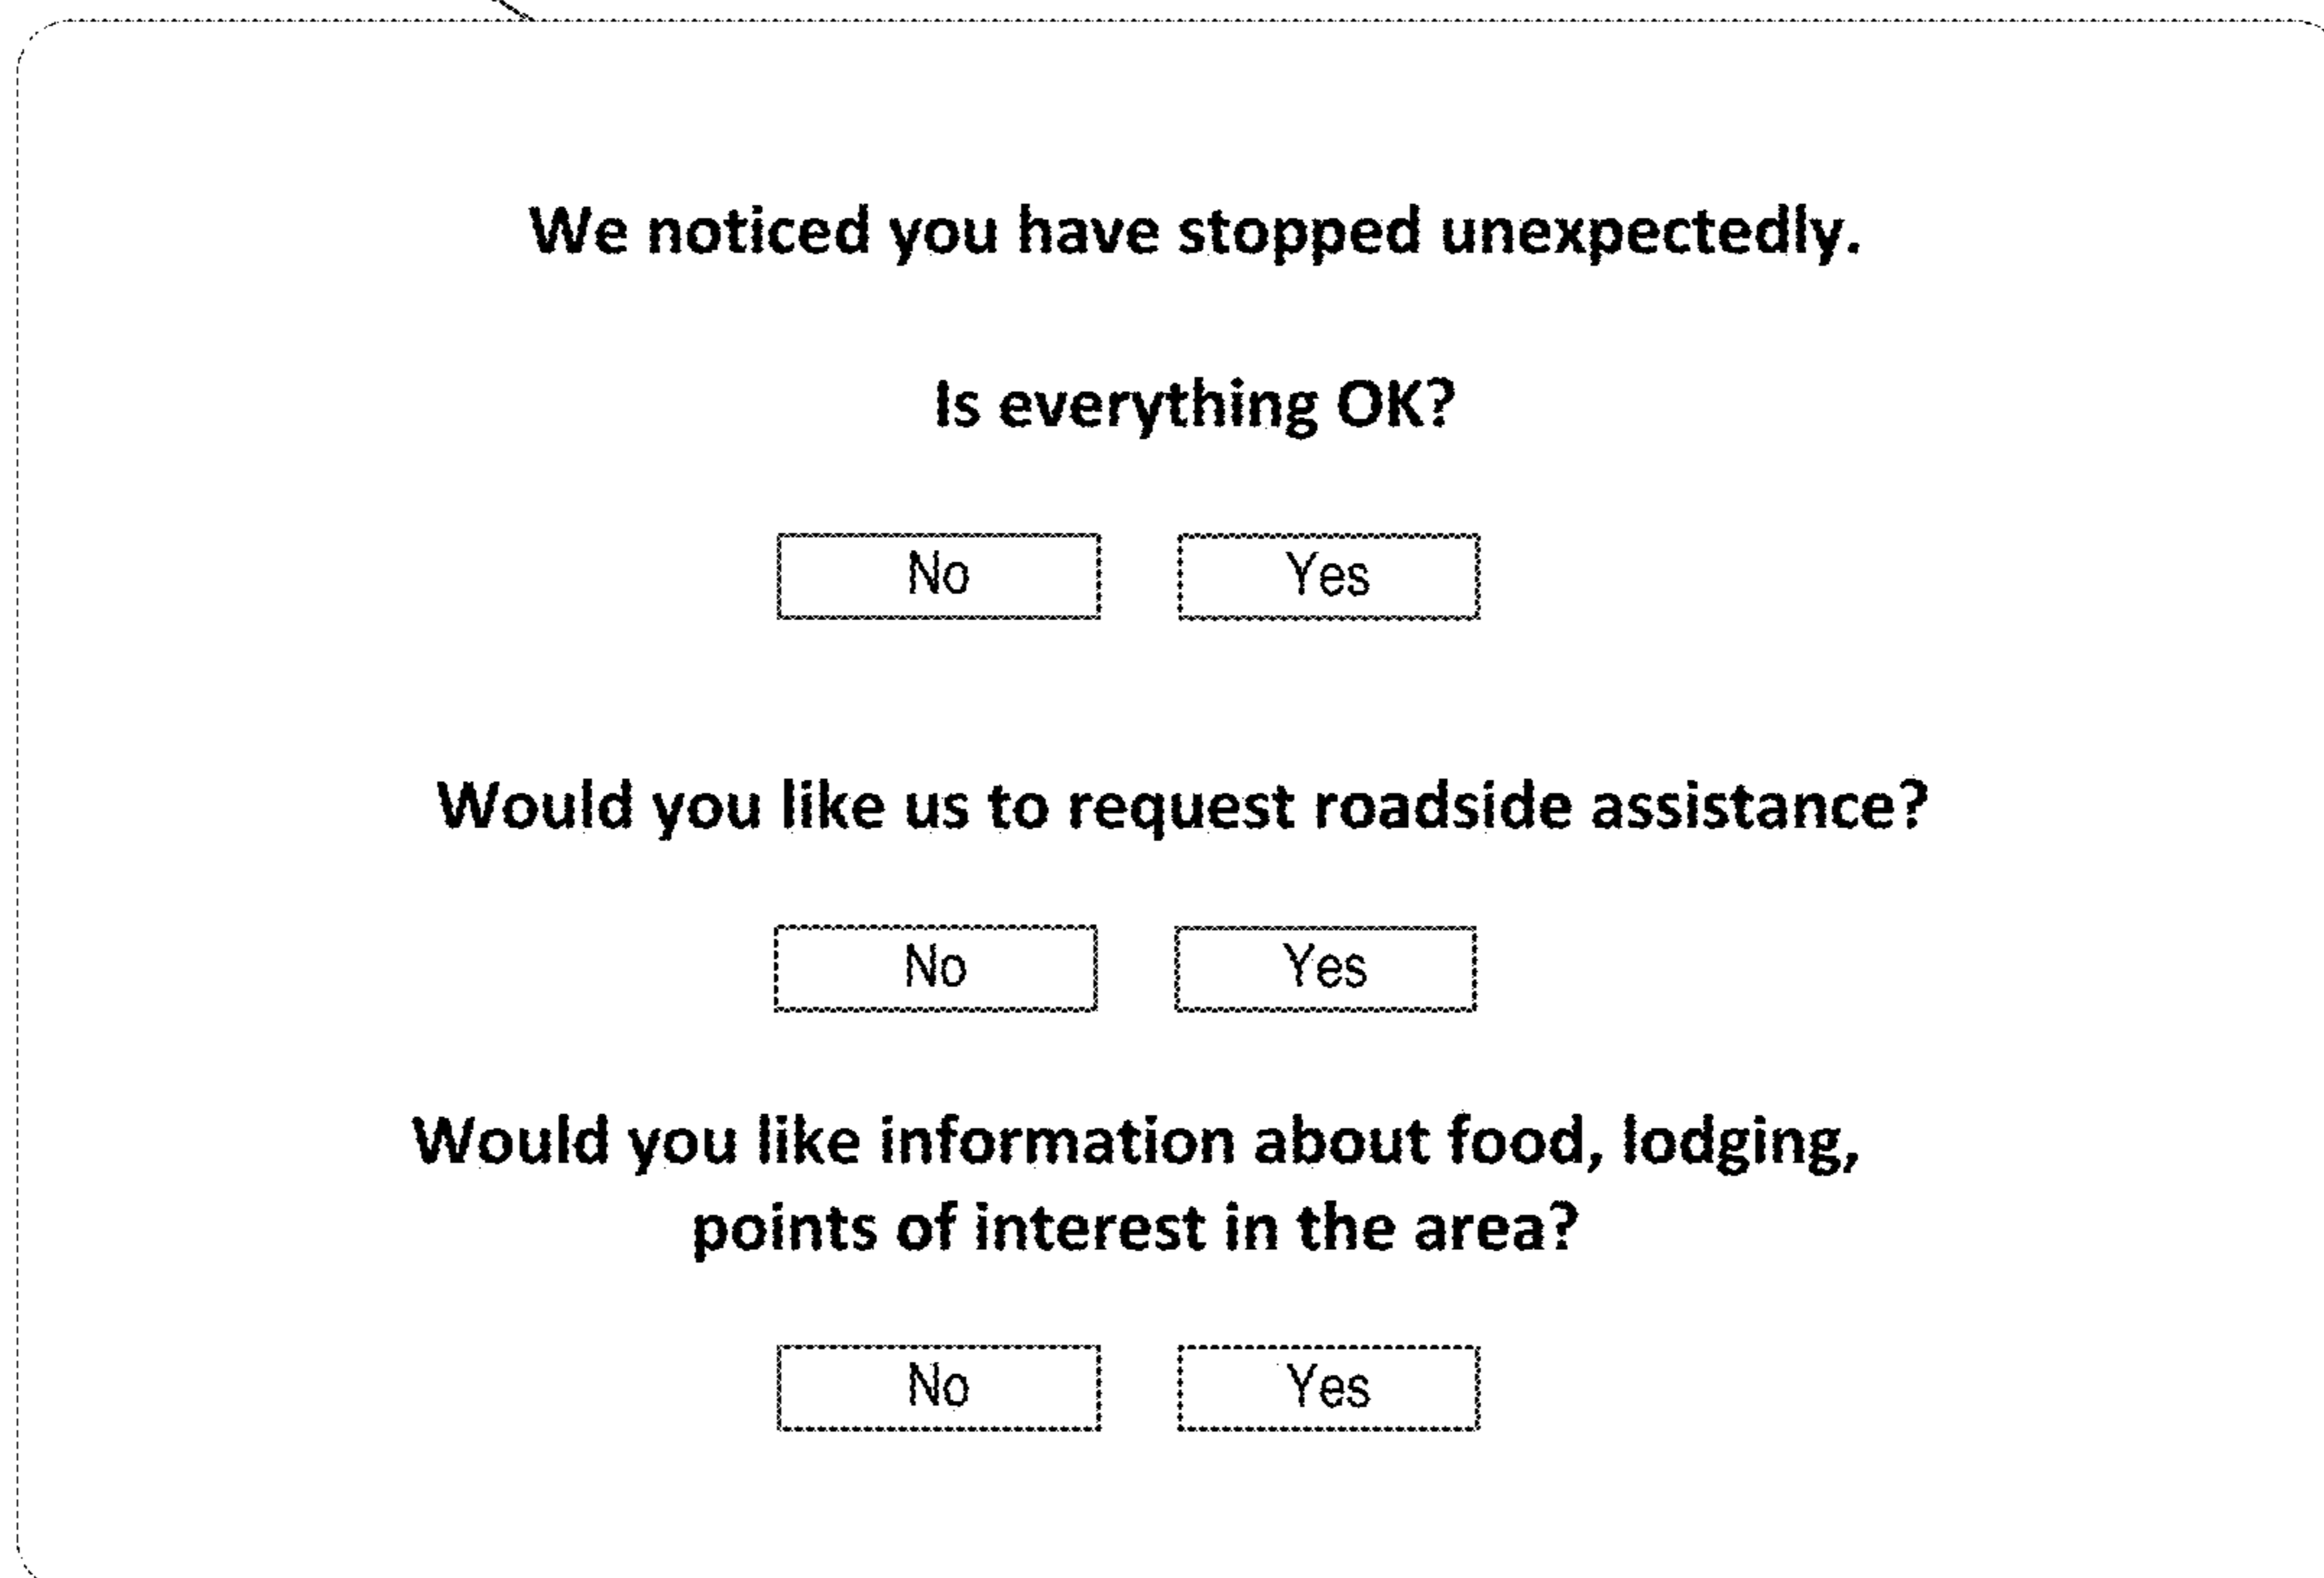 We noticed you have stopped unexpectedly.
Is everything OK?
No Yes
Would you like us to request roadside assistance?
No Yes
Would you like information about food, lodging,
points of interest in the area?
No Yes